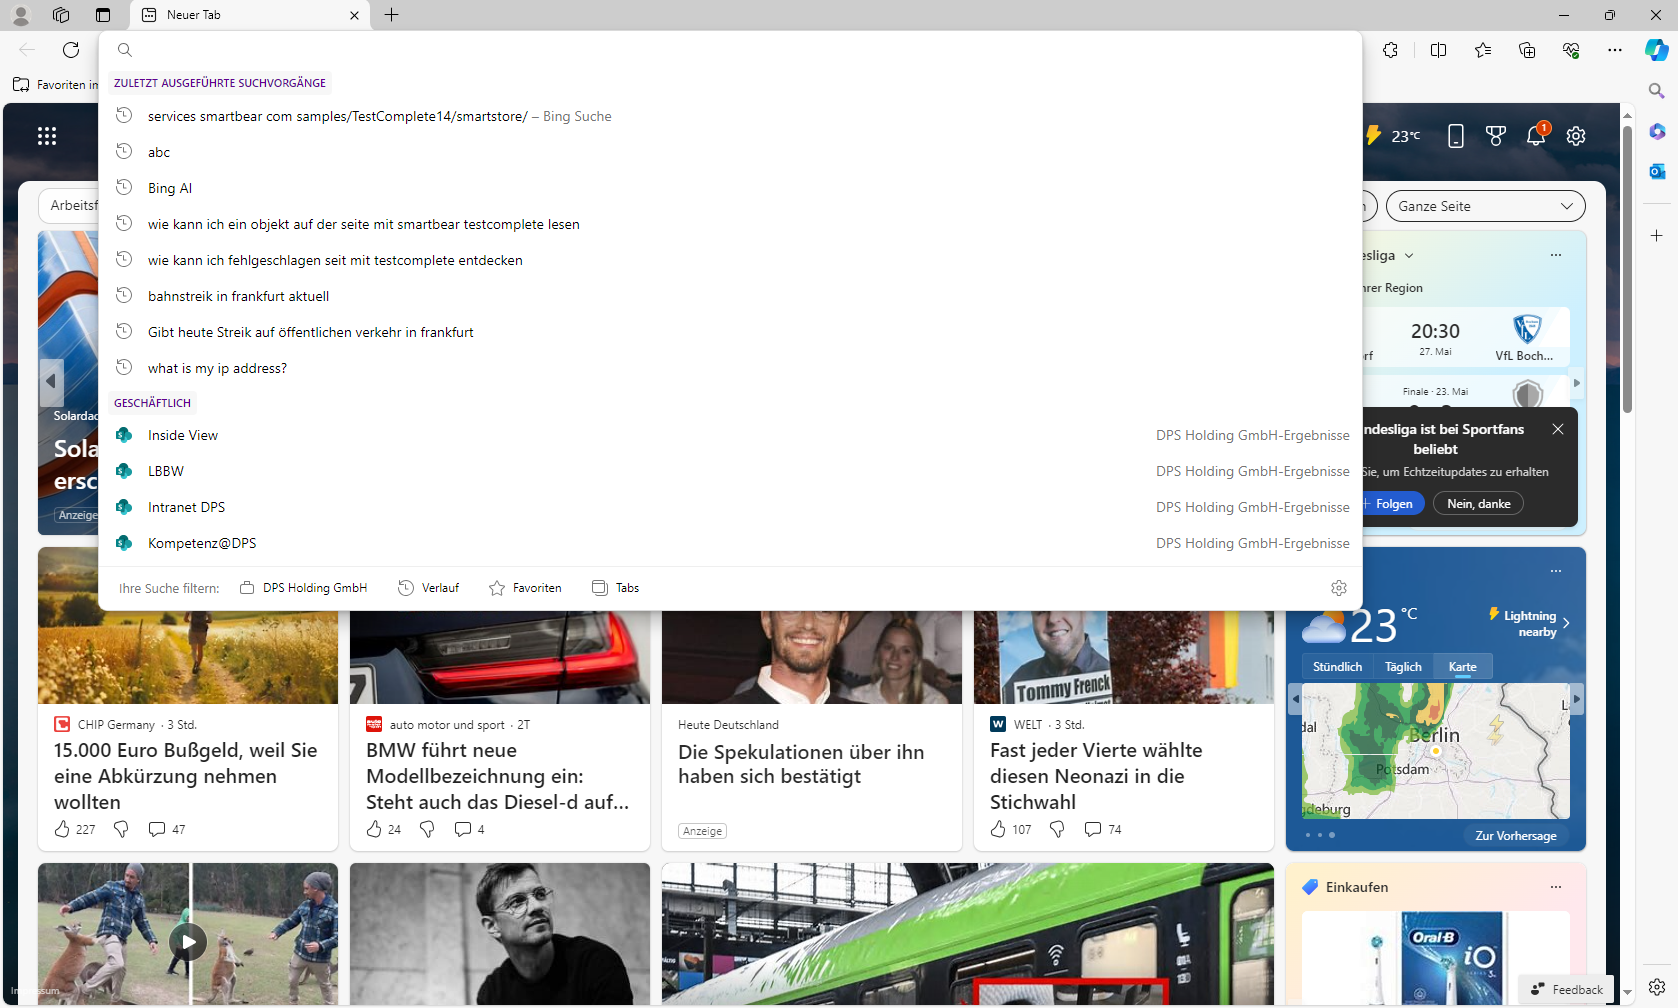 Neuer Tab
Favoriten im
ZULETZT AUSGEFÜHRTE SUCHVORGÄNGE
services smartbear com samples/TestComplete14/smartstore/ – Bing Suche
abc
Bing AI
wie kann ich ein objekt auf der seite mit smartbear testcomplete lesen
wie kann ich fehlgeschlagen seit mit testcomplete entdecken
bahnstreik in frankfurt aktuell
Gibt heute Streik auf öffentlichen verkehr in frankfurt
what is my ip address?
GESCHÄFTLICH
Inside View DPS Holding GmbH-Ergebnisse
LBBW DPS Holding GmbH-Ergebnisse
Intranet DPS DPS Holding GmbH-Ergebnisse
Kompetenz@DPS DPS Holding GmbH-Ergebnisse
Ihre Suche filtern: DPS Holding GmbH Verlauf Favoriten Tabs
23°C
1
Arbeitsf
Ganze Seite
Solardac
Sola
ersc
Anzeige
esliga
hrer Region
20:30
27. Mai
rf
VfL Boch...
Finale · 23. Mai
ndesliga ist bei Sportfans
beliebt
Sie, um Echtzeitupdates zu erhalten
+ Folgen
Nein, danke
23 °C
Lightning
nearby
Stündlich Täglich Karte
dal
L
Berlin
Potsdam
gdeburg
Zur Vorhersage
CHIP Germany · 3 Std.
15.000 Euro Bußgeld, weil Sie
eine Abkürzung nehmen
wollten
227 47
auto motor und sport · 2T
BMW führt neue
Modellbezeichnung ein:
Steht auch das Diesel-d auf...
24 4
Heute Deutschland
Die Spekulationen über ihn
haben sich bestätigt
Anzeige
Tommy Frenck
WELT · 3 Std.
Fast jeder Vierte wählte
diesen Neonazi in die
Stichwahl
107 74
Einkaufen
Oral-B
iO
Feedback